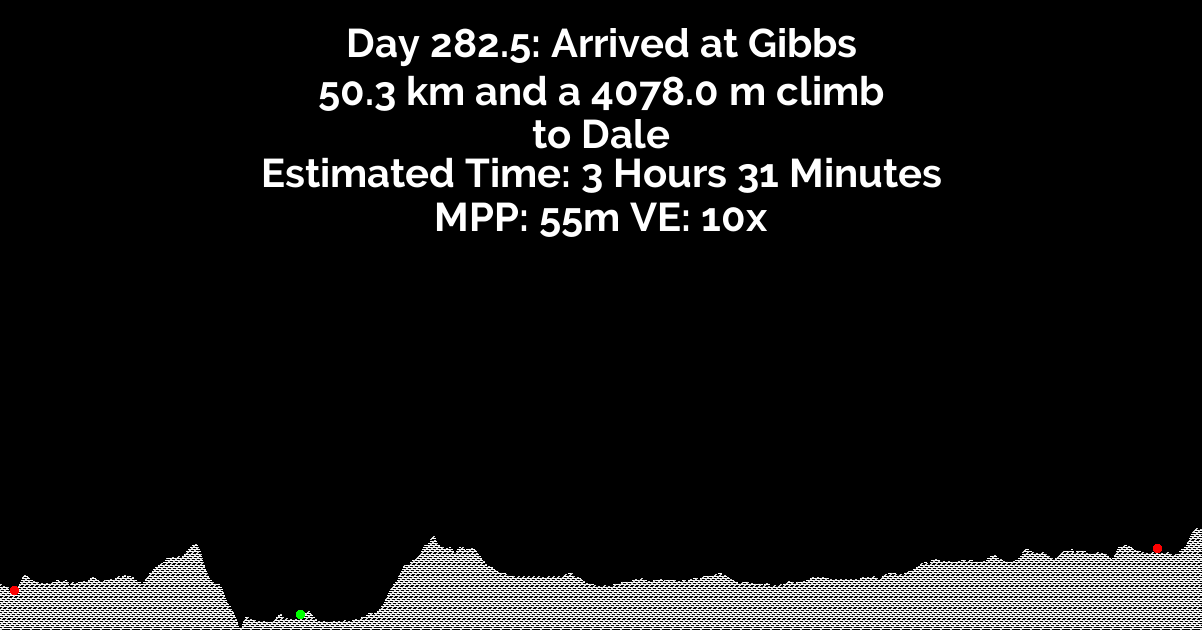 Day 282.5: Arrived at Gibbs
50.3 km and a 4078.0 m climb
to Dale
Estimated Time: 3 Hours 31 Minutes
MPP: 55m VE: 10x